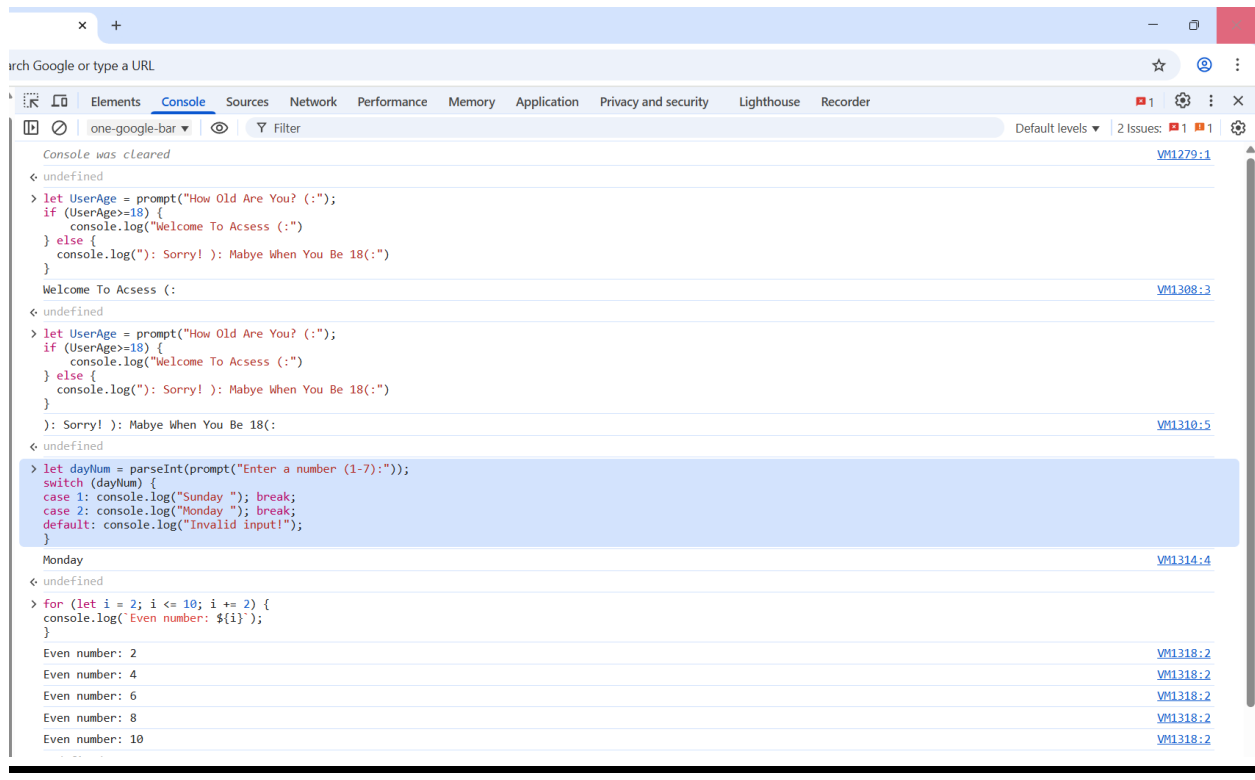 arch Google or type a URL
Elements Console Sources Network Performance Memory Application Privacy and security Lighthouse Recorder 1
one-google-bar Filter Default levels 2 Issues: 1 1
Console was cleared VM1279:1
undefined
> let UserAge = prompt("How Old Are You? (:");
if (UserAge>=18) {
console.log("Welcome To Acsess (:")
} else {
console.log("): Sorry! ): Mabye When You Be 18(:")
}
Welcome To Acsess (: VM1308:3
undefined
> let UserAge = prompt("How Old Are You? (:");
if (UserAge>=18) {
console.log("Welcome To Acsess (:")
} else {
console.log("): Sorry! ): Mabye When You Be 18(:")
}
): Sorry! ): Mabye When You Be 18(: VM1310:5
undefined
> let dayNum = parseInt(prompt("Enter a number (1-7):"));
switch (dayNum) {
case 1: console.log("Sunday "); break;
case 2: console.log("Monday "); break;
default: console.log("Invalid input!");
}
Monday VM1314:4
undefined
> for (let i = 2; i <= 10; i += 2) {
console.log(`Even number: ${i}`);
}
Even number: 2 VM1318:2
Even number: 4 VM1318:2
Even number: 6 VM1318:2
Even number: 8 VM1318:2
Even number: 10 VM1318:2